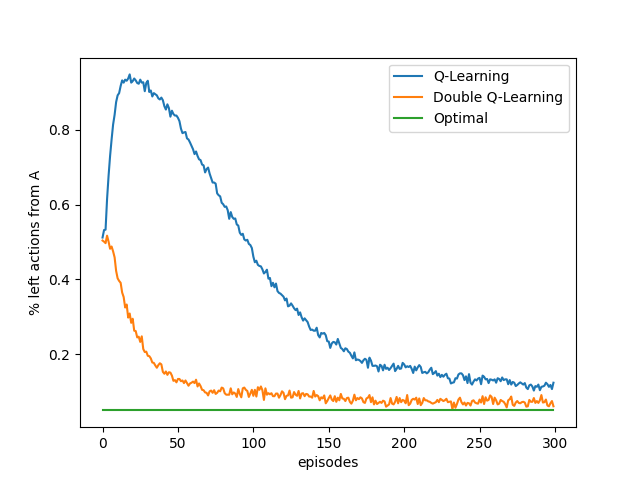 Q-Learning
Double Q-Learning
Optimal
% left actions from A
0.8
0.6
0.4
0.2
0 50 100 150 200 250 300
episodes